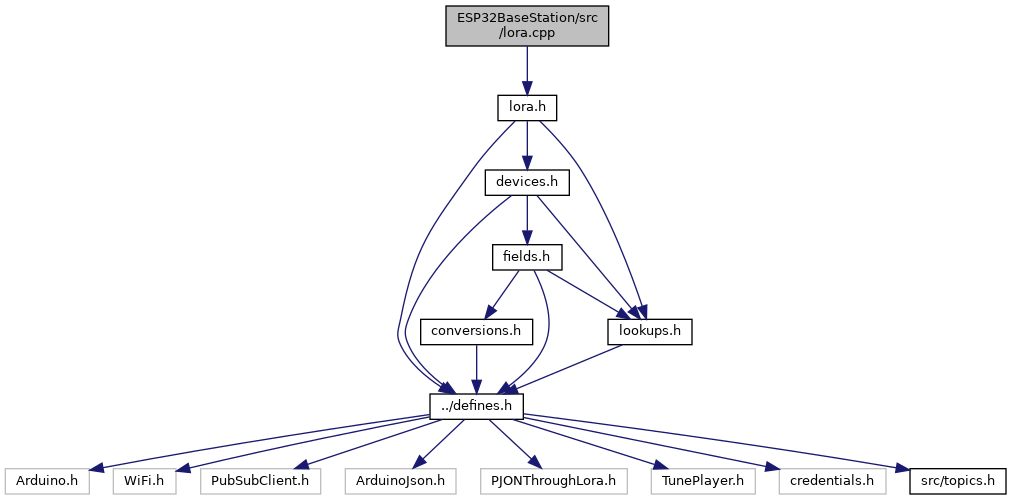 ESP32BaseStation/src
/lora.cpp
lora.h
devices.h
fields.h
conversions.h
lookups.h
../defines.h
Arduino.h
WiFi.h
PubSubClient.h
ArduinoJson.h
PJONThroughLora.h
TunePlayer.h
credentials.h
src/topics.h